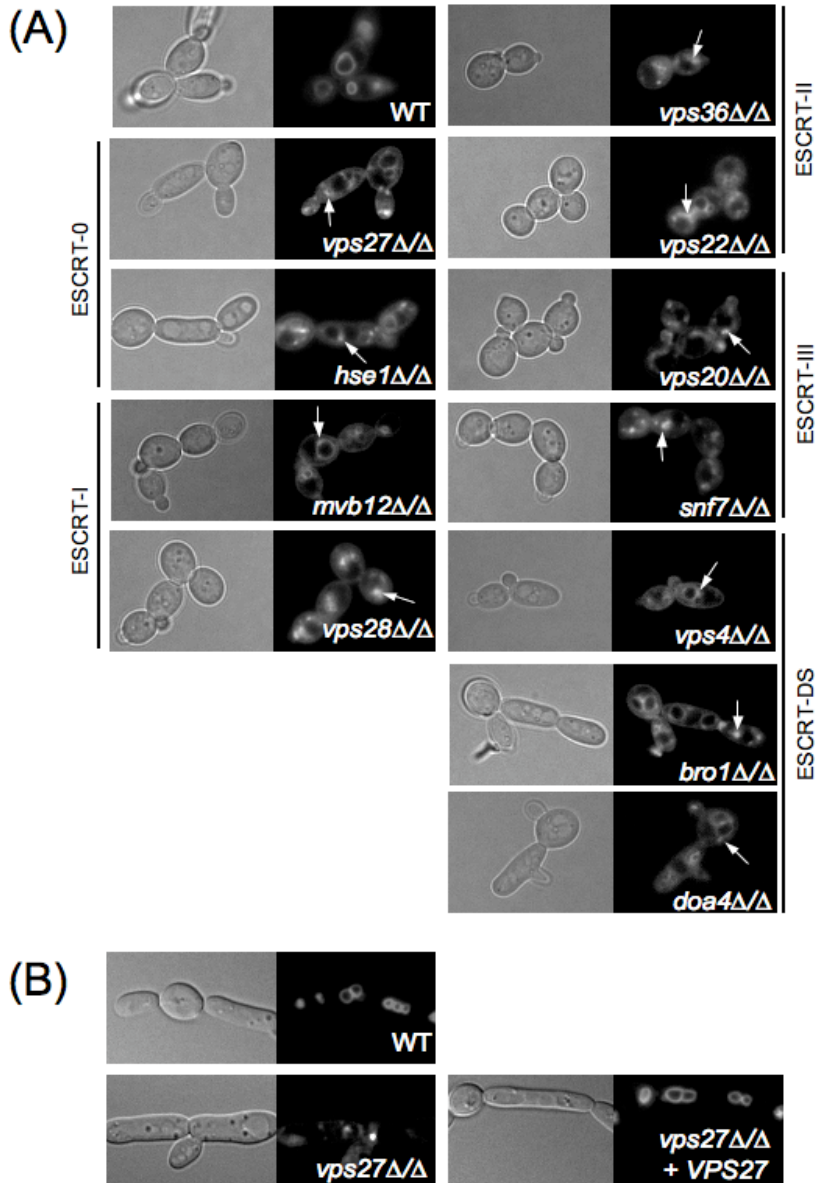 (A)
WT
ESCRT-0
vps27Δ/Δ
hse1Δ/Δ
ESCRT-I
mvb12Δ/Δ
vps28Δ/Δ
vps36Δ/Δ
ESCRT-II
vps22Δ/Δ
vps20Δ/Δ
ESCRT-III
snf7Δ/Δ
vps4Δ/Δ
ESCRT-DS
bro1Δ/Δ
doa4Δ/Δ
(B)
WT
vps27Δ/Δ
vps27Δ/Δ
+ VPS27